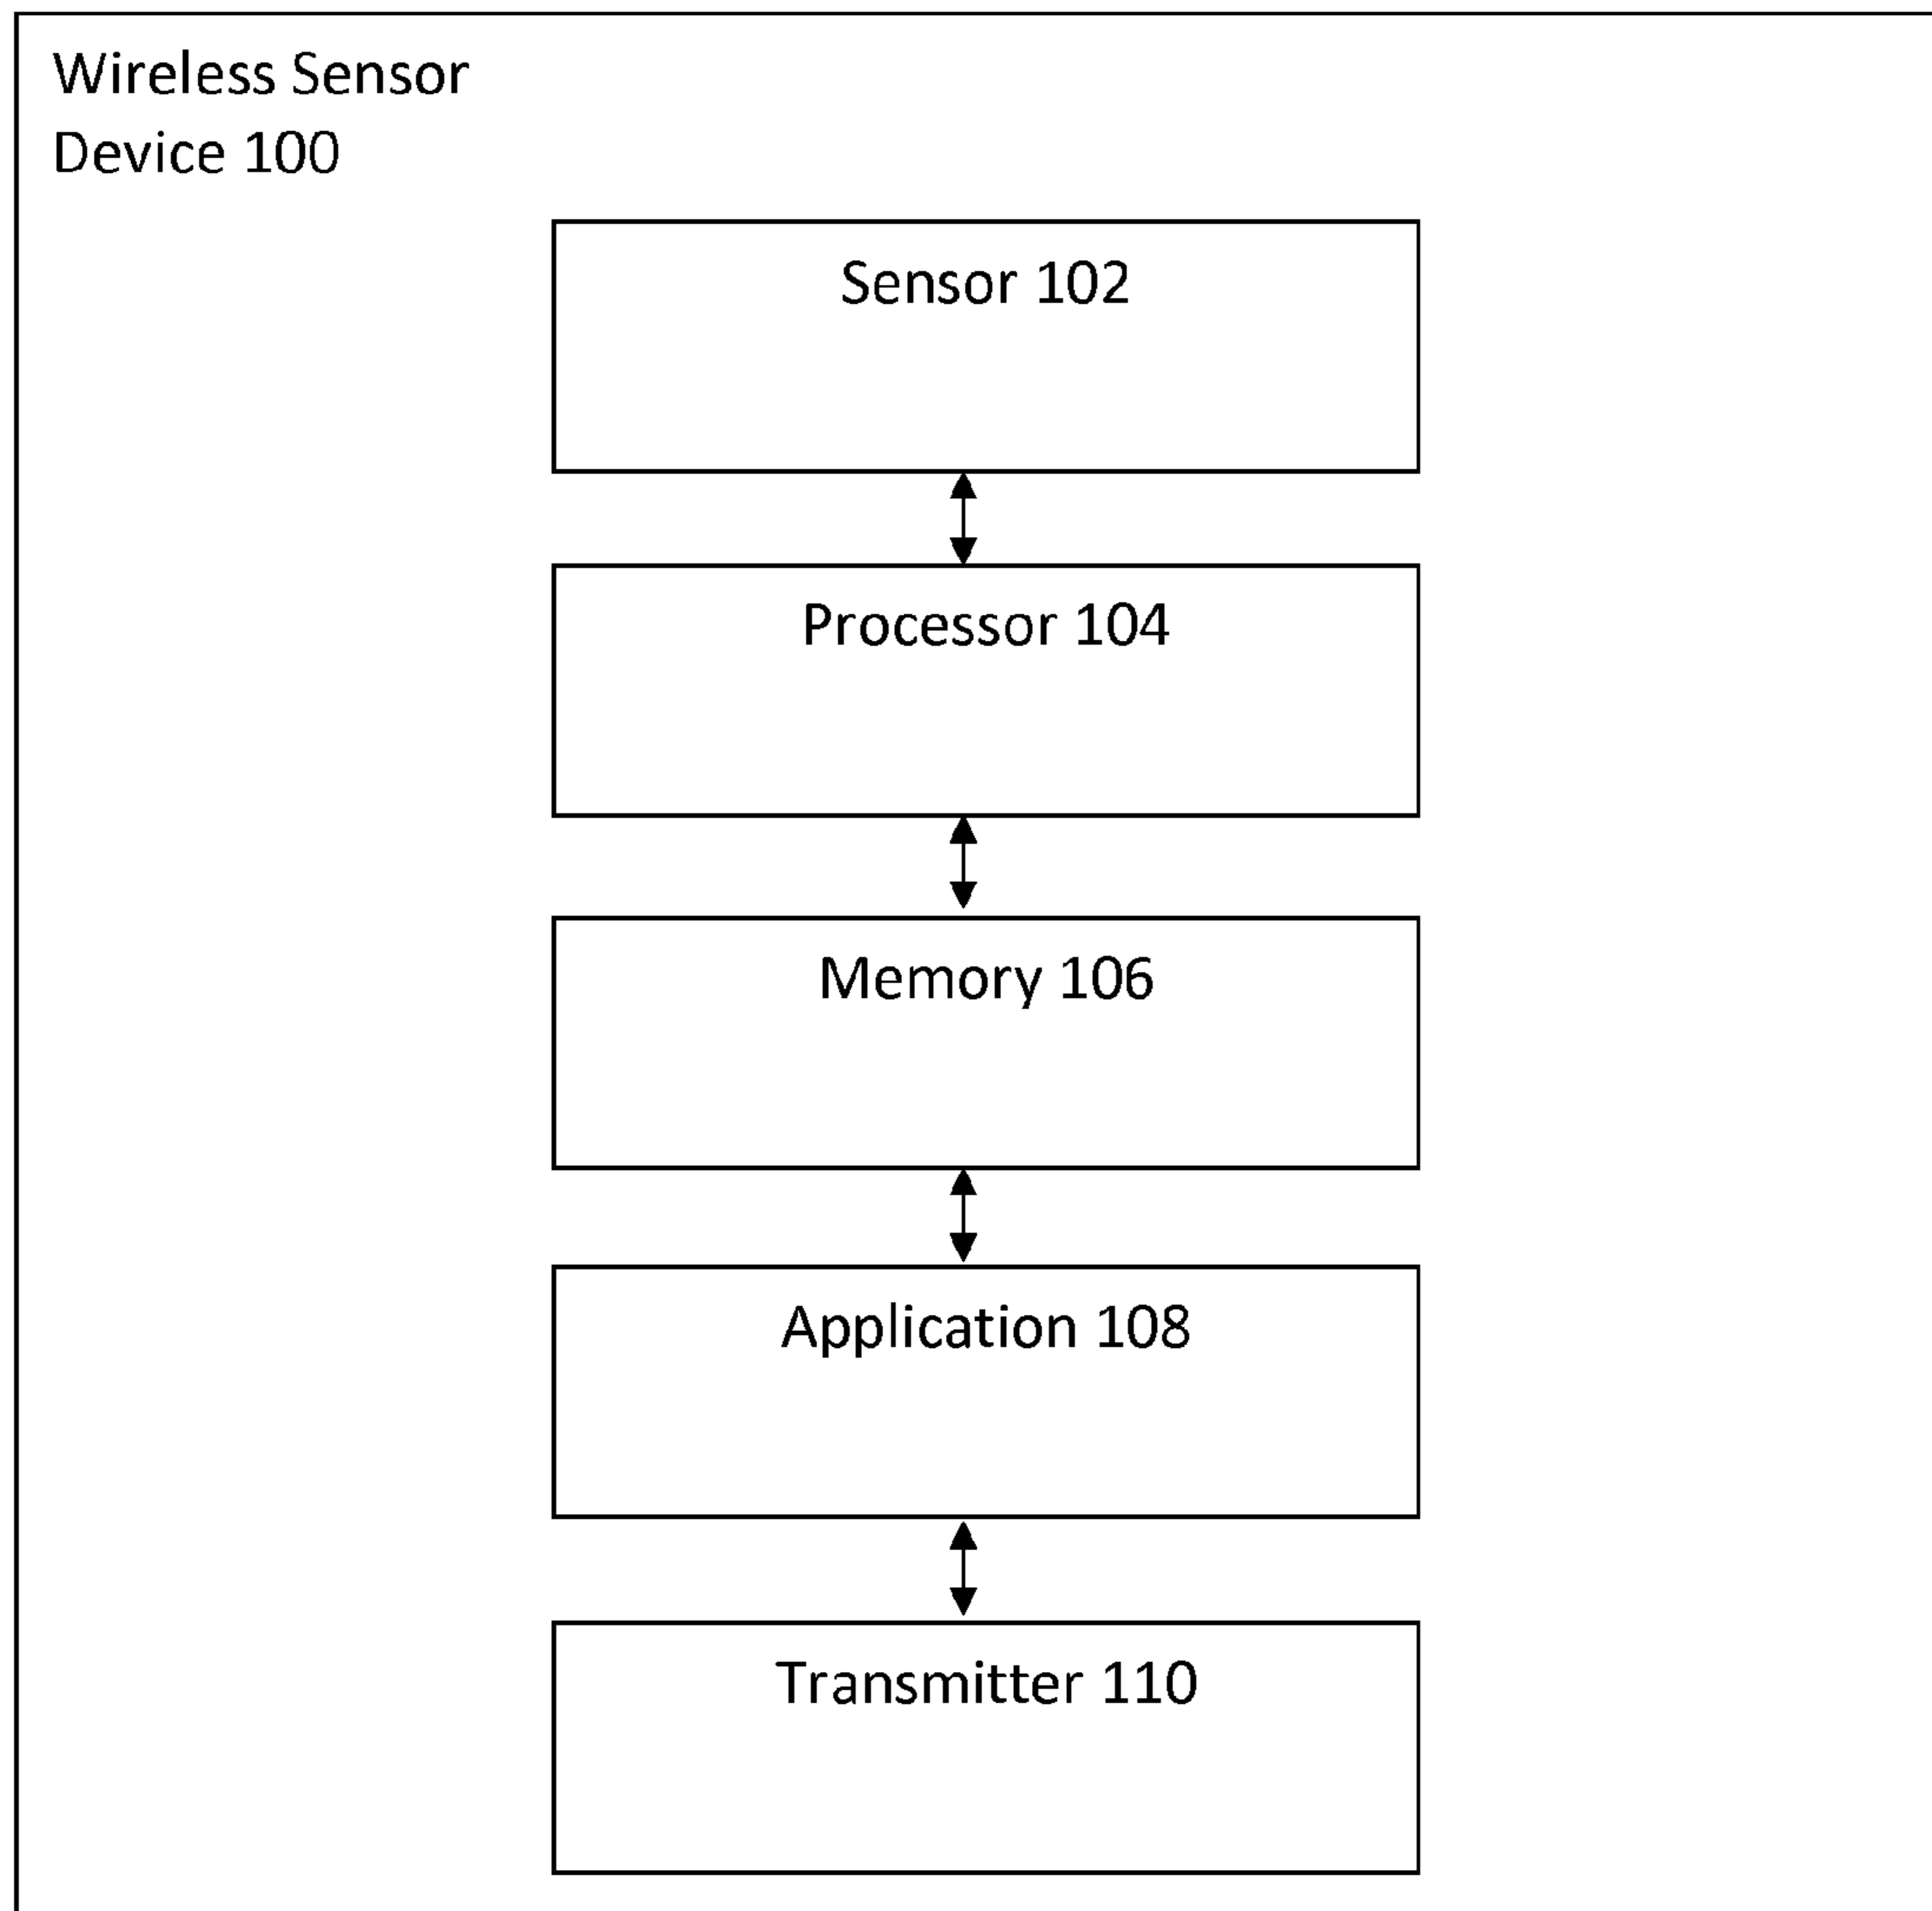 Wireless Sensor
Device 100
Sensor 102
Processor 104
Memory 106
Application 108
Transmitter 110